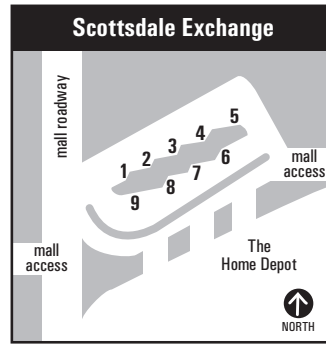 Scottsdale Exchange
mall roadway
5
4
3
2
1
6
7
8
9
mall
access
mall
access
The
Home Depot
NORTH